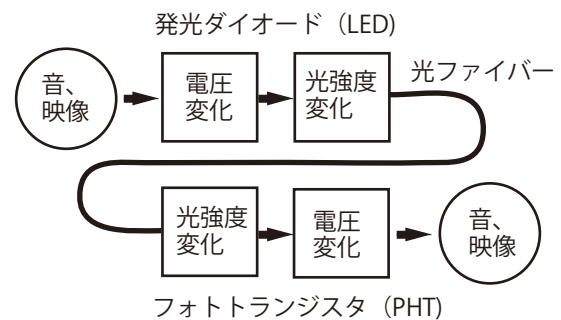 発光ダイオード（LED）
音、
映像
電圧
変化
光強度
変化
光ファイバー
光強度
変化
電圧
変化
音、
映像
フォトトランジスタ（PHT）